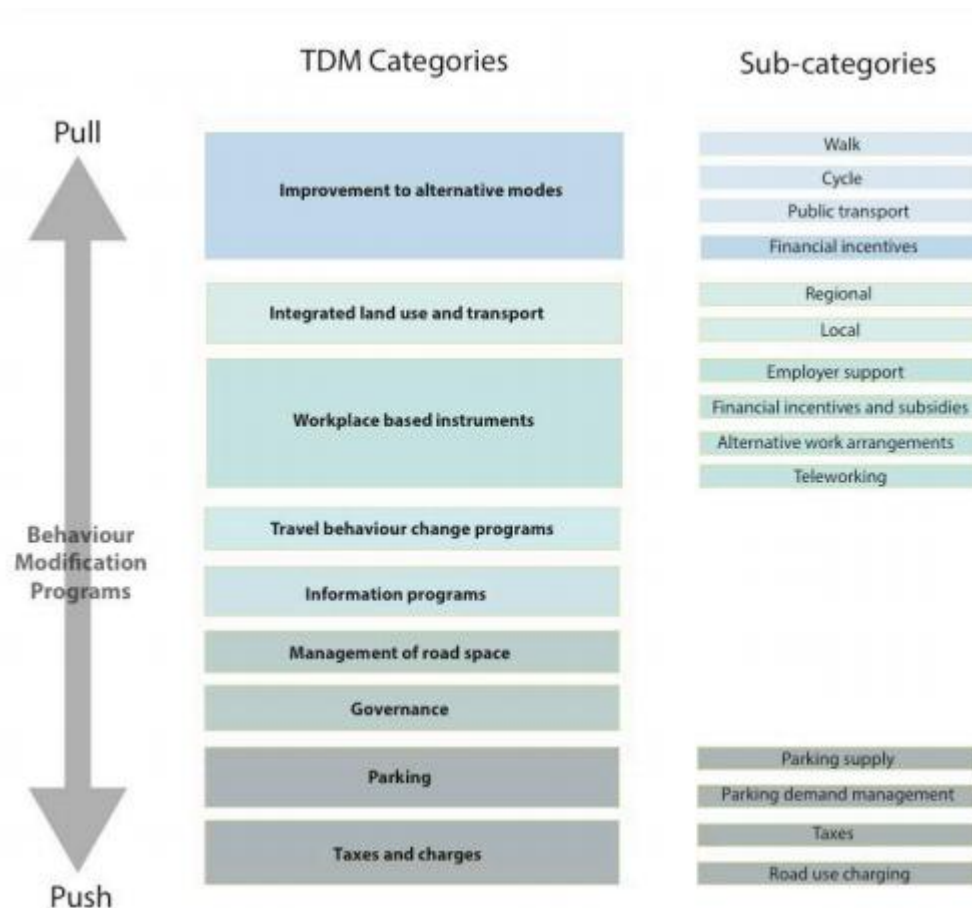 TDM Categories
Sub-categories
Pull
Improvement to alternative modes
Walk
Cycle
Public transport
Financial incentives
Integrated land use and transport
Regional
Local
Workplace based instruments
Employer support
Financial incentives and subsidies
Alternative work arrangements
Teleworking
Behaviour
Modification
Programs
Travel behaviour change programs
Information programs
Management of road space
Governance
Parking
Parking supply
Parking demand management
Taxes and charges
Taxes
Road use charging
Push